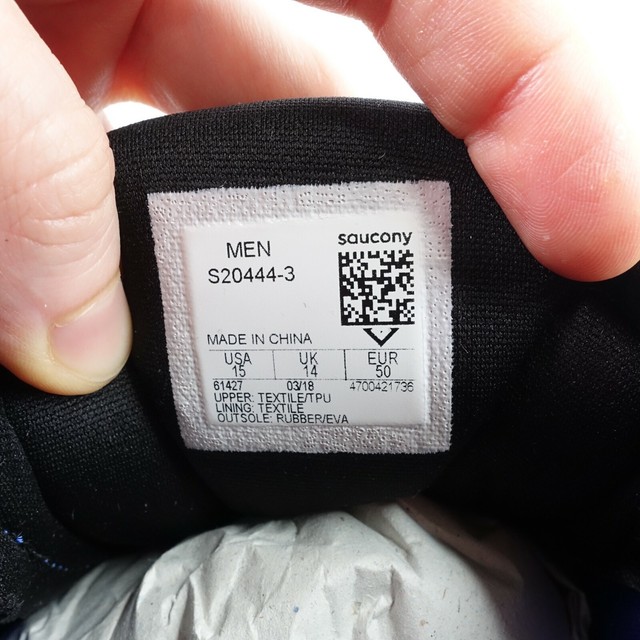 MEN
saucony
S20444-3
MADE IN CHINA
USA UK EUR
15 14 50
61427 03/18 4700421736
UPPER: TEXTILE/TPU
LINING: TEXTILE
OUTSOLE: RUBBER/EVA